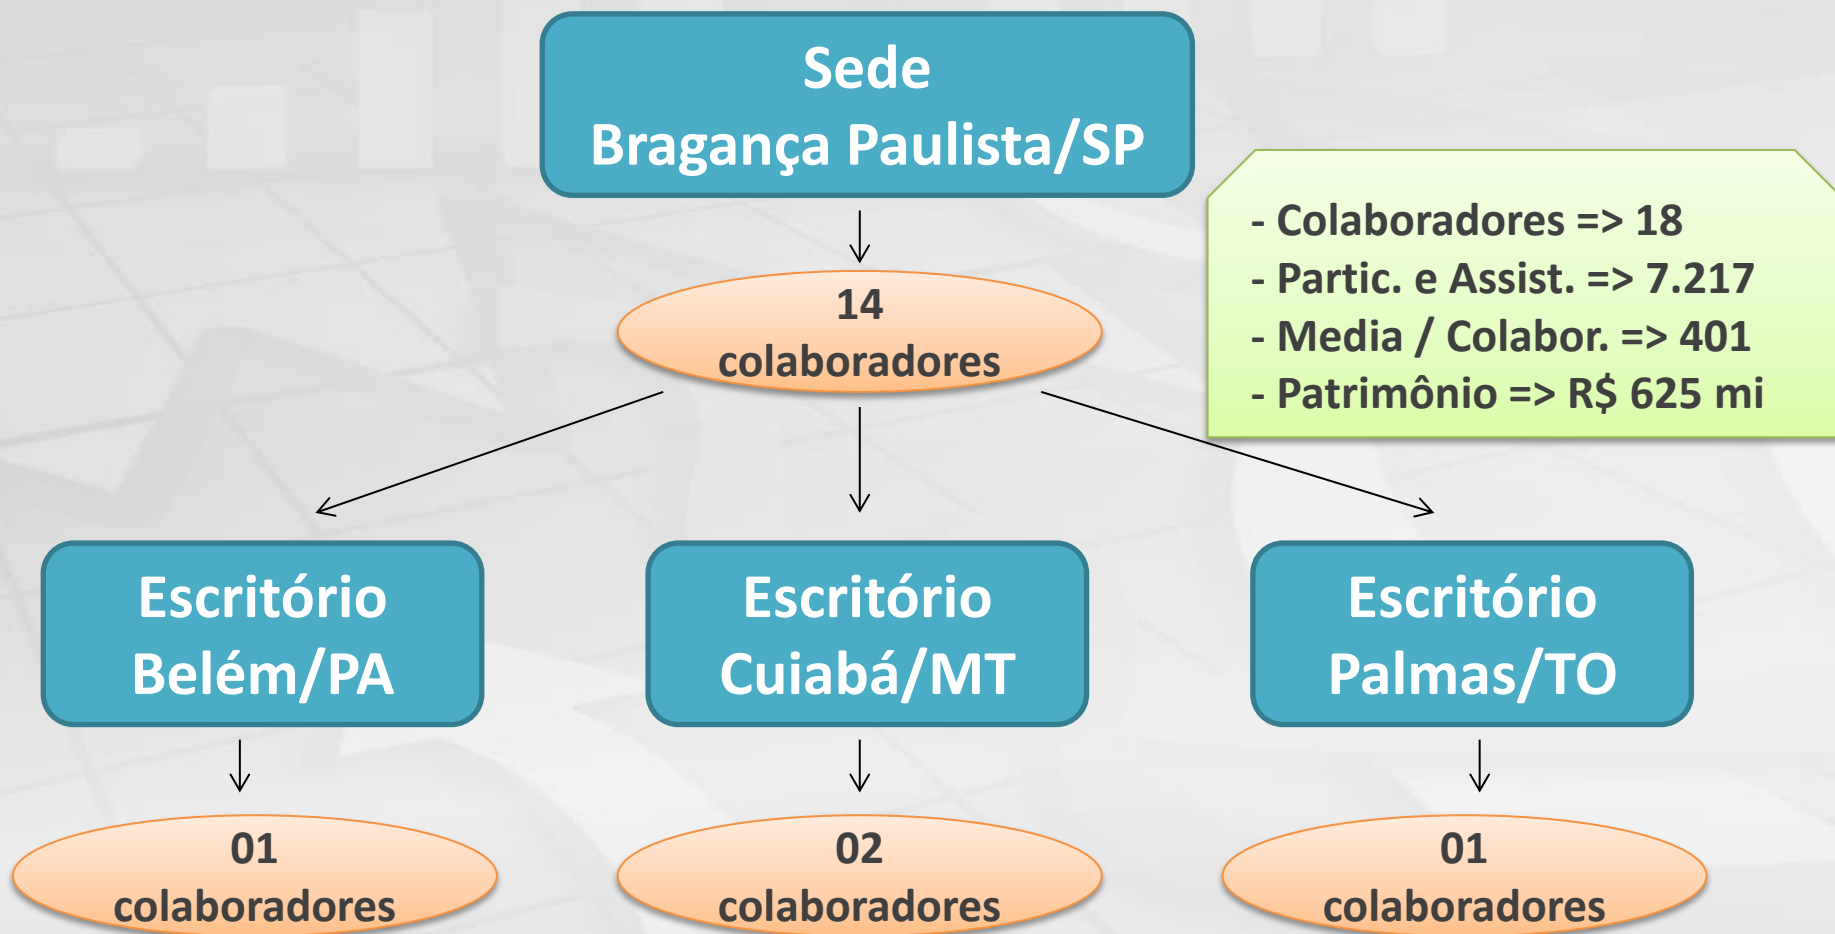 Sede
Bragança Paulista/SP
14
colaboradores
- Colaboradores => 18
- Partic. e Assist. => 7.217
- Media / Colabor. => 401
- Patrimônio => R$ 625 mi
Escritório
Belém/PA
Escritório
Cuiabá/MT
Escritório
Palmas/TO
01
colaboradores
02
colaboradores
01
colaboradores